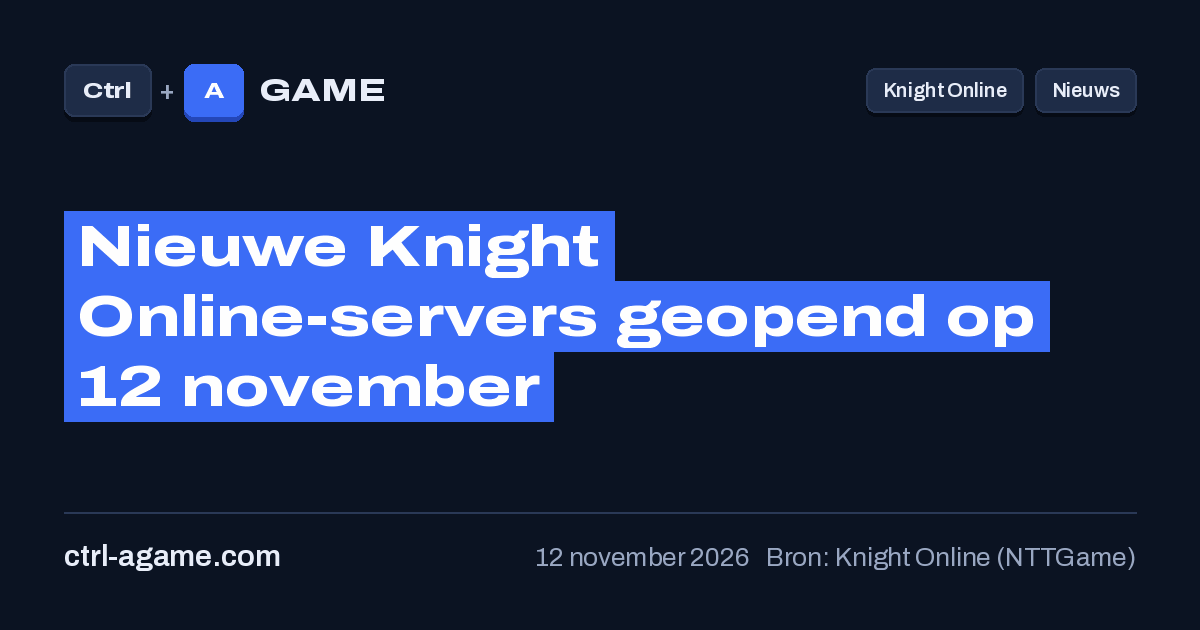 Ctrl + A GAME
Knight Online
Nieuws
Nieuwe Knight
Online-servers geopend op
12 november
ctrl-agame.com
12 november 2026 Bron: Knight Online (NTTGame)